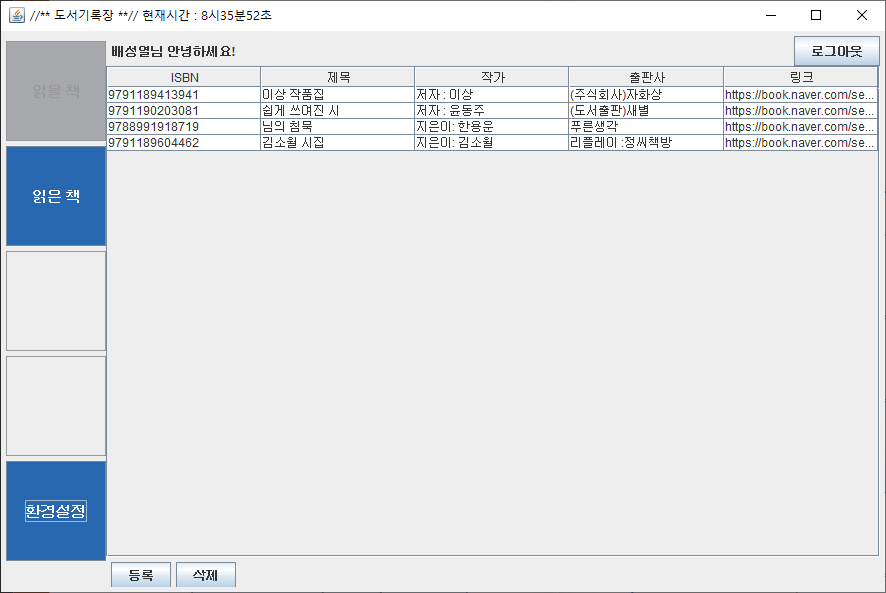 //** 도서기록장 **// 현재시간 : 8시35분52초
읽을 책
읽은 책
환경설정
배성열님 안녕하세요!
로그아웃
ISBN 제목 작가 출판사 링크
9791189413941 이상 작품집 저자 : 이상 (주식회사)자화상 https://book.naver.com/se...
9791190203081 쉽게 쓰여진 시 저자 : 윤동주 (도서출판)새별 https://book.naver.com/se...
9788991918719 님의 침묵 지은이: 한용운 푸른생각 https://book.naver.com/se...
9791189604462 김소월 시집 지은이: 김소월 리플레이 :정씨책방 https://book.naver.com/se...
등록 삭제